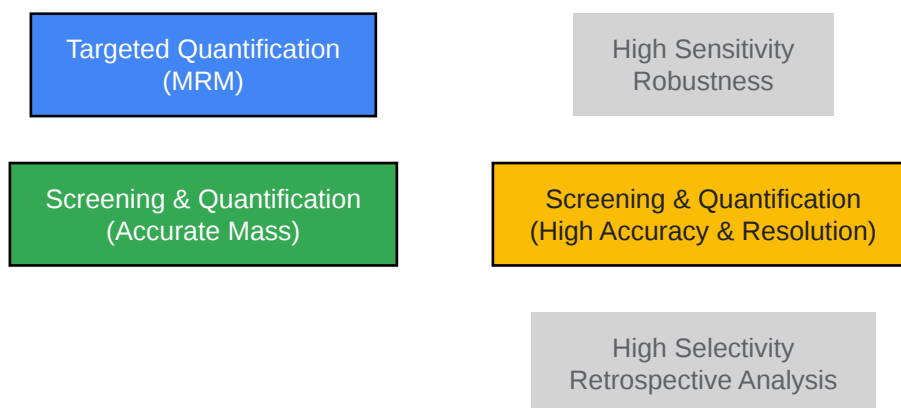 Targeted Quantification
(MRM)
High Sensitivity
Robustness
Screening & Quantification
(Accurate Mass)
Screening & Quantification
(High Accuracy & Resolution)
High Selectivity
Retrospective Analysis